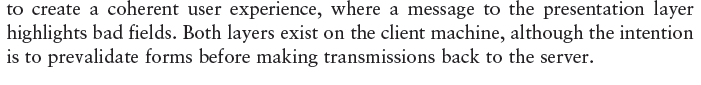 to create a coherent user experience, where a message to the presentation layer
highlights bad fields. Both layers exist on the client machine, although the intention
is to prevalidate forms before making transmissions back to the server.